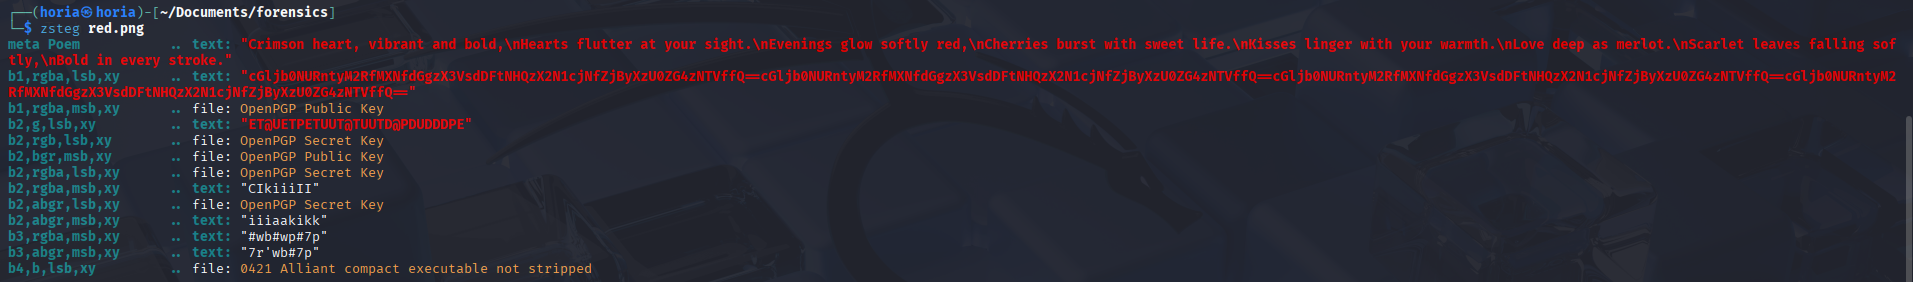 ┌──(horia㉿horia)-[~/Documents/forensics]
└─$ zsteg red.png
meta Poem           .. text: "Crimson heart, vibrant and bold,\nHearts flutter at your sight.\nEvenings glow softly red,\nCherries burst with sweet life.\nKisses linger with your warmth.\nLove deep as merlot.\nScarlet leaves falling sof
tly,\nBold in every stroke."
b1,rgba,lsb,xy      .. text: "cGljb0NURntyM2RfMXNfdGgzX3VsdDFtNHQzX2N1cjNfZjByXzU0ZG4zNTVffQ==cGljb0NURntyM2RfMXNfdGgzX3VsdDFtNHQzX2N1cjNfZjByXzU0ZG4zNTVffQ==cGljb0NURntyM2RfMXNfdGgzX3VsdDFtNHQzX2N1cjNfZjByXzU0ZG4zNTVffQ==cGljb0NURntyM2
RfMXNfdGgzX3VsdDFtNHQzX2N1cjNfZjByXzU0ZG4zNTVffQ=="
b1,rgba,msb,xy      .. file: OpenPGP Public Key
b2,g,lsb,xy         .. text: "ET@UETPETUUT@TUUTD@PDUDDDPE"
b2,rgb,lsb,xy       .. file: OpenPGP Secret Key
b2,bgr,msb,xy       .. file: OpenPGP Public Key
b2,rgba,lsb,xy      .. file: OpenPGP Secret Key
b2,rgba,msb,xy      .. text: "CIkiiiII"
b2,abgr,lsb,xy      .. file: OpenPGP Secret Key
b2,abgr,msb,xy      .. text: "iiiaakikk"
b3,rgba,msb,xy      .. text: "#wb#wp#7p"
b3,abgr,msb,xy      .. text: "7r'wb#7p"
b4,b,lsb,xy         .. file: 0421 Alliant compact executable not stripped